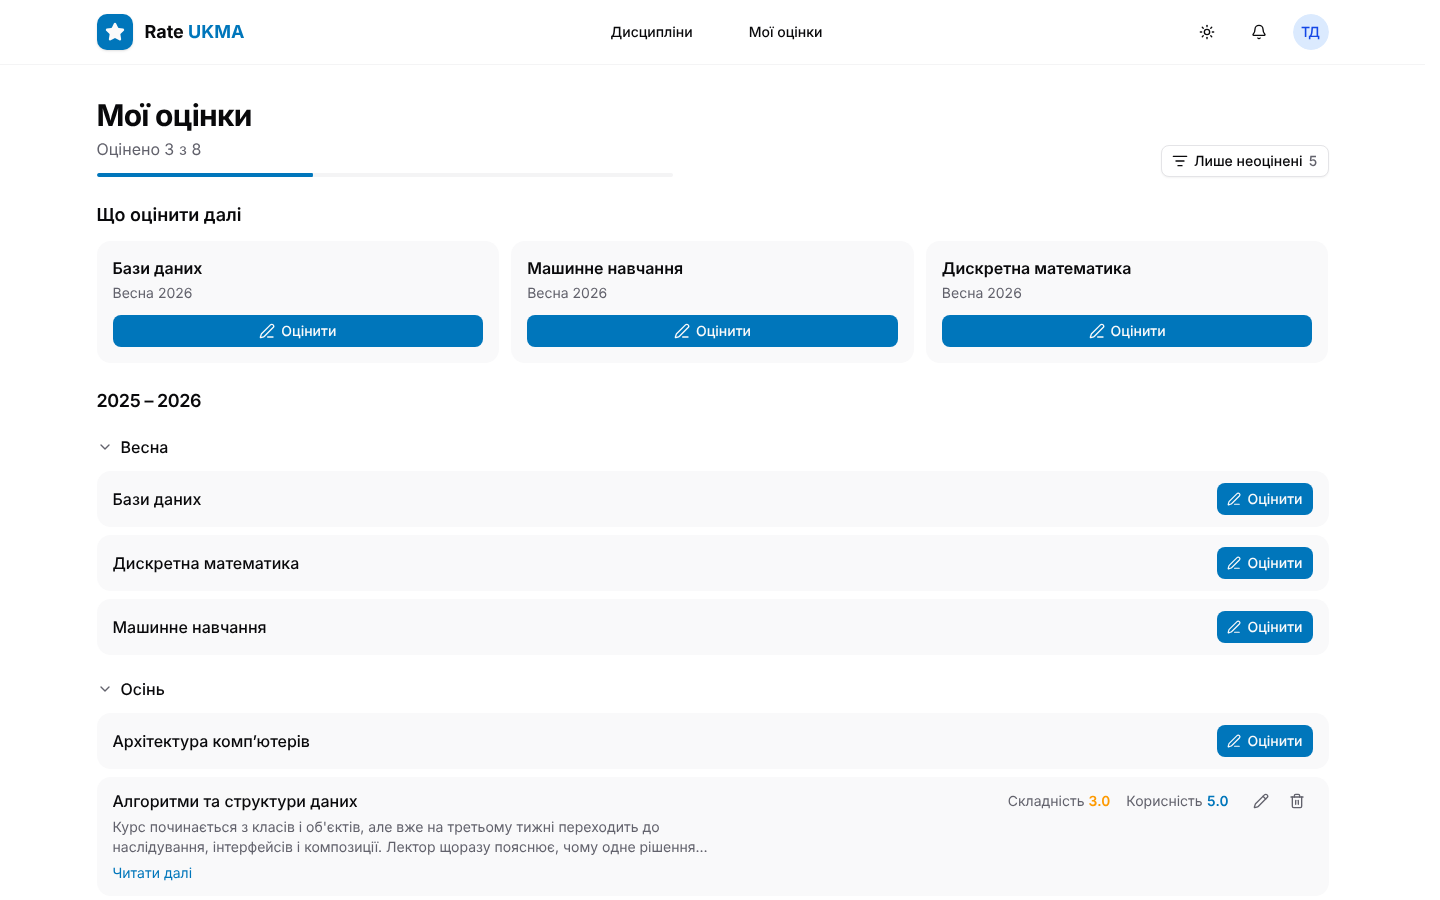 Rate UKMA
Дисципліни
Мої оцінки
ТД
Мої оцінки
Оцінено 3 з 8
Лише неоцінені 5
Що оцінити далі
Бази даних
Весна 2026
Оцінити
Машинне навчання
Весна 2026
Оцінити
Дискретна математика
Весна 2026
Оцінити
2025 – 2026
Весна
Бази даних
Оцінити
Дискретна математика
Оцінити
Машинне навчання
Оцінити
Осінь
Архітектура комп’ютерів
Оцінити
Алгоритми та структури даних
Складність 3.0 Корисність 5.0
Курс починається з класів і об'єктів, але вже на третьому тижні переходить до
наслідування, інтерфейсів і композиції. Лектор щоразу пояснює, чому одне рішення...
Читати далі